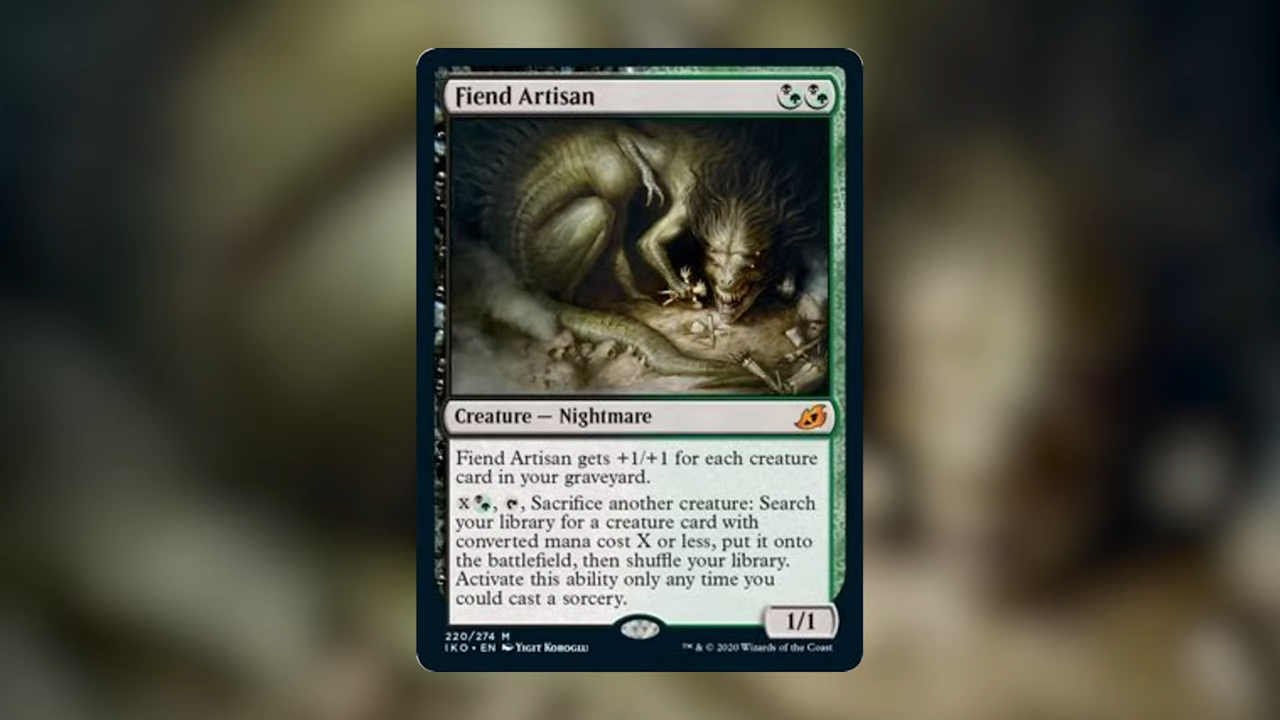 Fiend Artisan
Creature — Nightmare
Fiend Artisan gets +1/+1 for each creature
card in your graveyard.
X , , Sacrifice another creature: Search
your library for a creature card with
converted mana cost X or less, put it onto
the battlefield, then shuffle your library.
Activate this ability only any time you
could cast a sorcery.
1/1
220/274 M
IKO • EN YIGIT KOROGLU
™ & © 2020 Wizards of the Coast